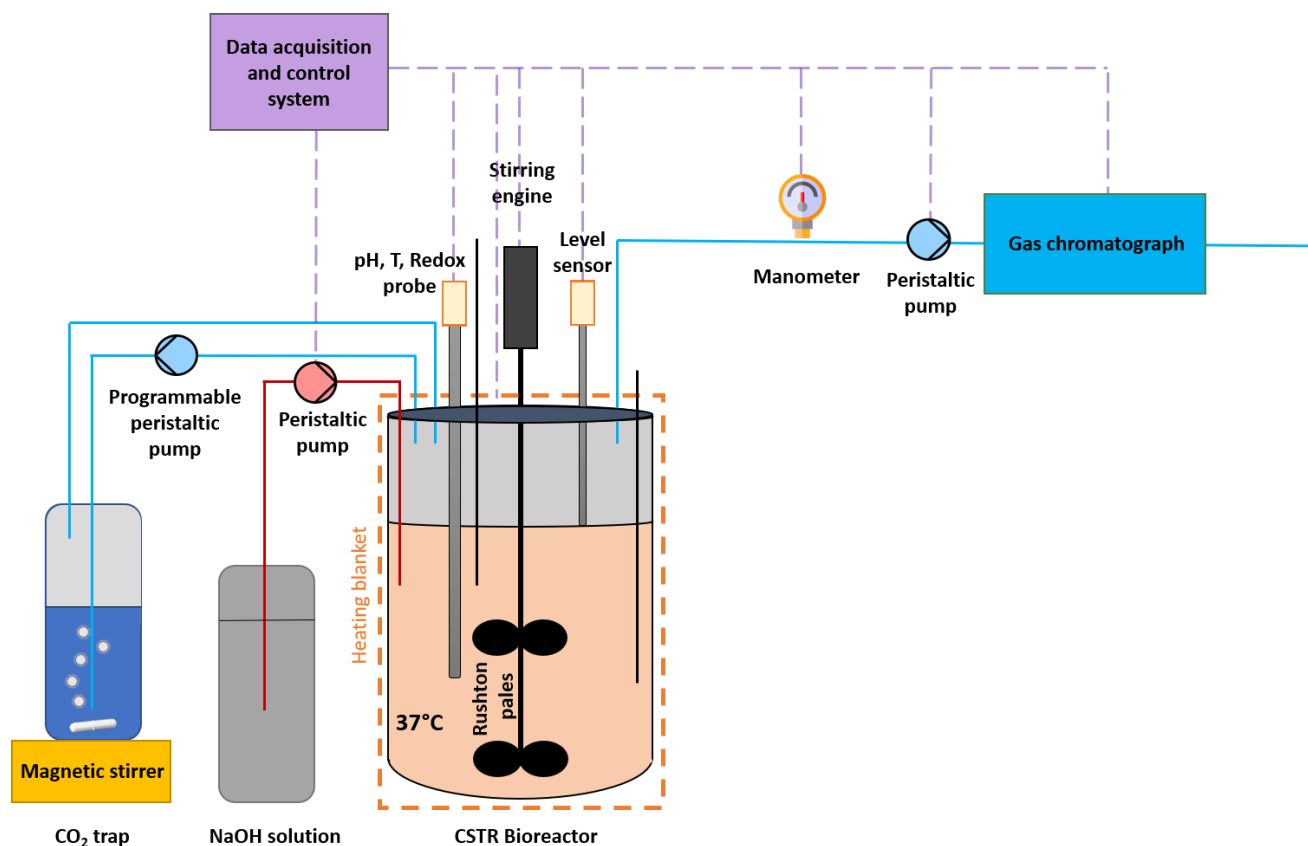 Data acquisition
and control
system
Stirring
engine
Level
sensor
pH, T, Redox
probe
Manometer
Peristaltic
pump
Gas chromatograph
Programmable
peristaltic
pump
Peristaltic
pump
Heating blanket
Rushton
pales
37°C
Magnetic stirrer
CO₂ trap
NaOH solution
CSTR Bioreactor